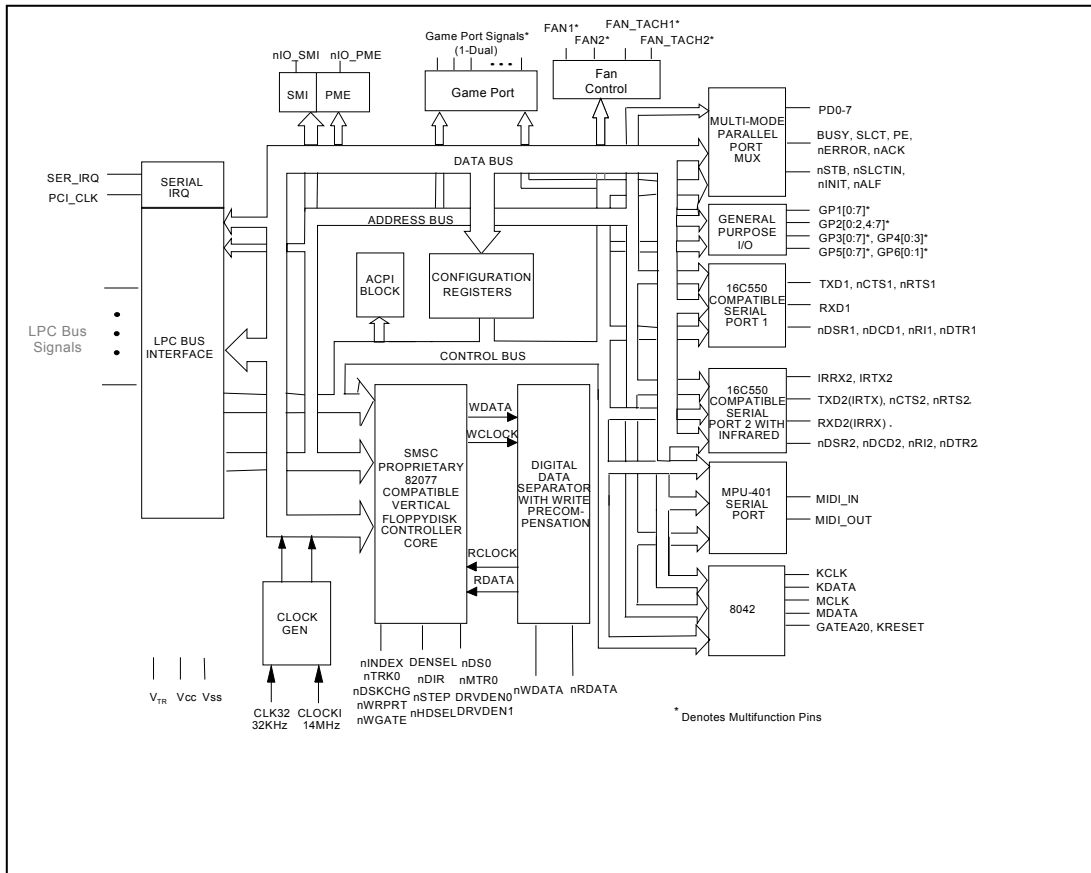 Game Port Signals*
(1-Dual)
FAN1*
FAN2*
FAN_TACH1*
FAN_TACH2*
nIO_SMI
nIO_PME
SMI
PME
Game Port
Fan
Control
MULTI-MODE
PARALLEL
PORT
MUX
PD0-7
BUSY, SLCT, PE,
nERROR, nACK
nSTB, nSLCTIN,
nINIT, nALF
DATA BUS
SER_IRQ
PCI_CLK
SERIAL
IRQ
ADDRESS BUS
GENERAL
PURPOSE
I/O
GP1[0:7]*
GP2[0:2,4:7]*
GP3[0:7]*, GP4[0:3]*
GP5[0:7]*, GP6[0:1]*
ACPI
BLOCK
CONFIGURATION
REGISTERS
16C550
COMPATIBLE
SERIAL
PORT 1
TXD1, nCTS1, nRTS1
RXD1
nDSR1, nDCD1, nRI1, nDTR1
LPC Bus
Signals
LPC BUS
INTERFACE
CONTROL BUS
16C550
COMPATIBLE
SERIAL
PORT 2 WITH
INFRARED
IRRX2, IRTX2
TXD2(IRTX), nCTS2, nRTS2.
RXD2(IRRX) .
nDSR2, nDCD2, nRI2, nDTR2.
WDATA
WCLOCK
SMSC
PROPRIETARY
82077
COMPATIBLE
VERTICAL
FLOPPYDISK
CONTROLLER
CORE
DIGITAL
DATA
SEPARATOR
WITH WRITE
PRECOM-
PENSATION
RCLOCK
RDATA
MPU-401
SERIAL
PORT
MIDI_IN
MIDI_OUT
8042
KCLK
KDATA
MCLK
MDATA
GATEA20, KRESET
CLOCK
GEN
VTR
Vcc
Vss
CLK32
32KHz
CLOCKI
14MHz
nINDEX
nTRK0
nDSKCHG
nWRPRT
nWGATE
DENSEL
nDIR
nSTEP
nHDSEL
nDS0
nMTR0
DRVDEN0
DRVDEN1
nWDATA
nRDATA
* Denotes Multifunction Pins